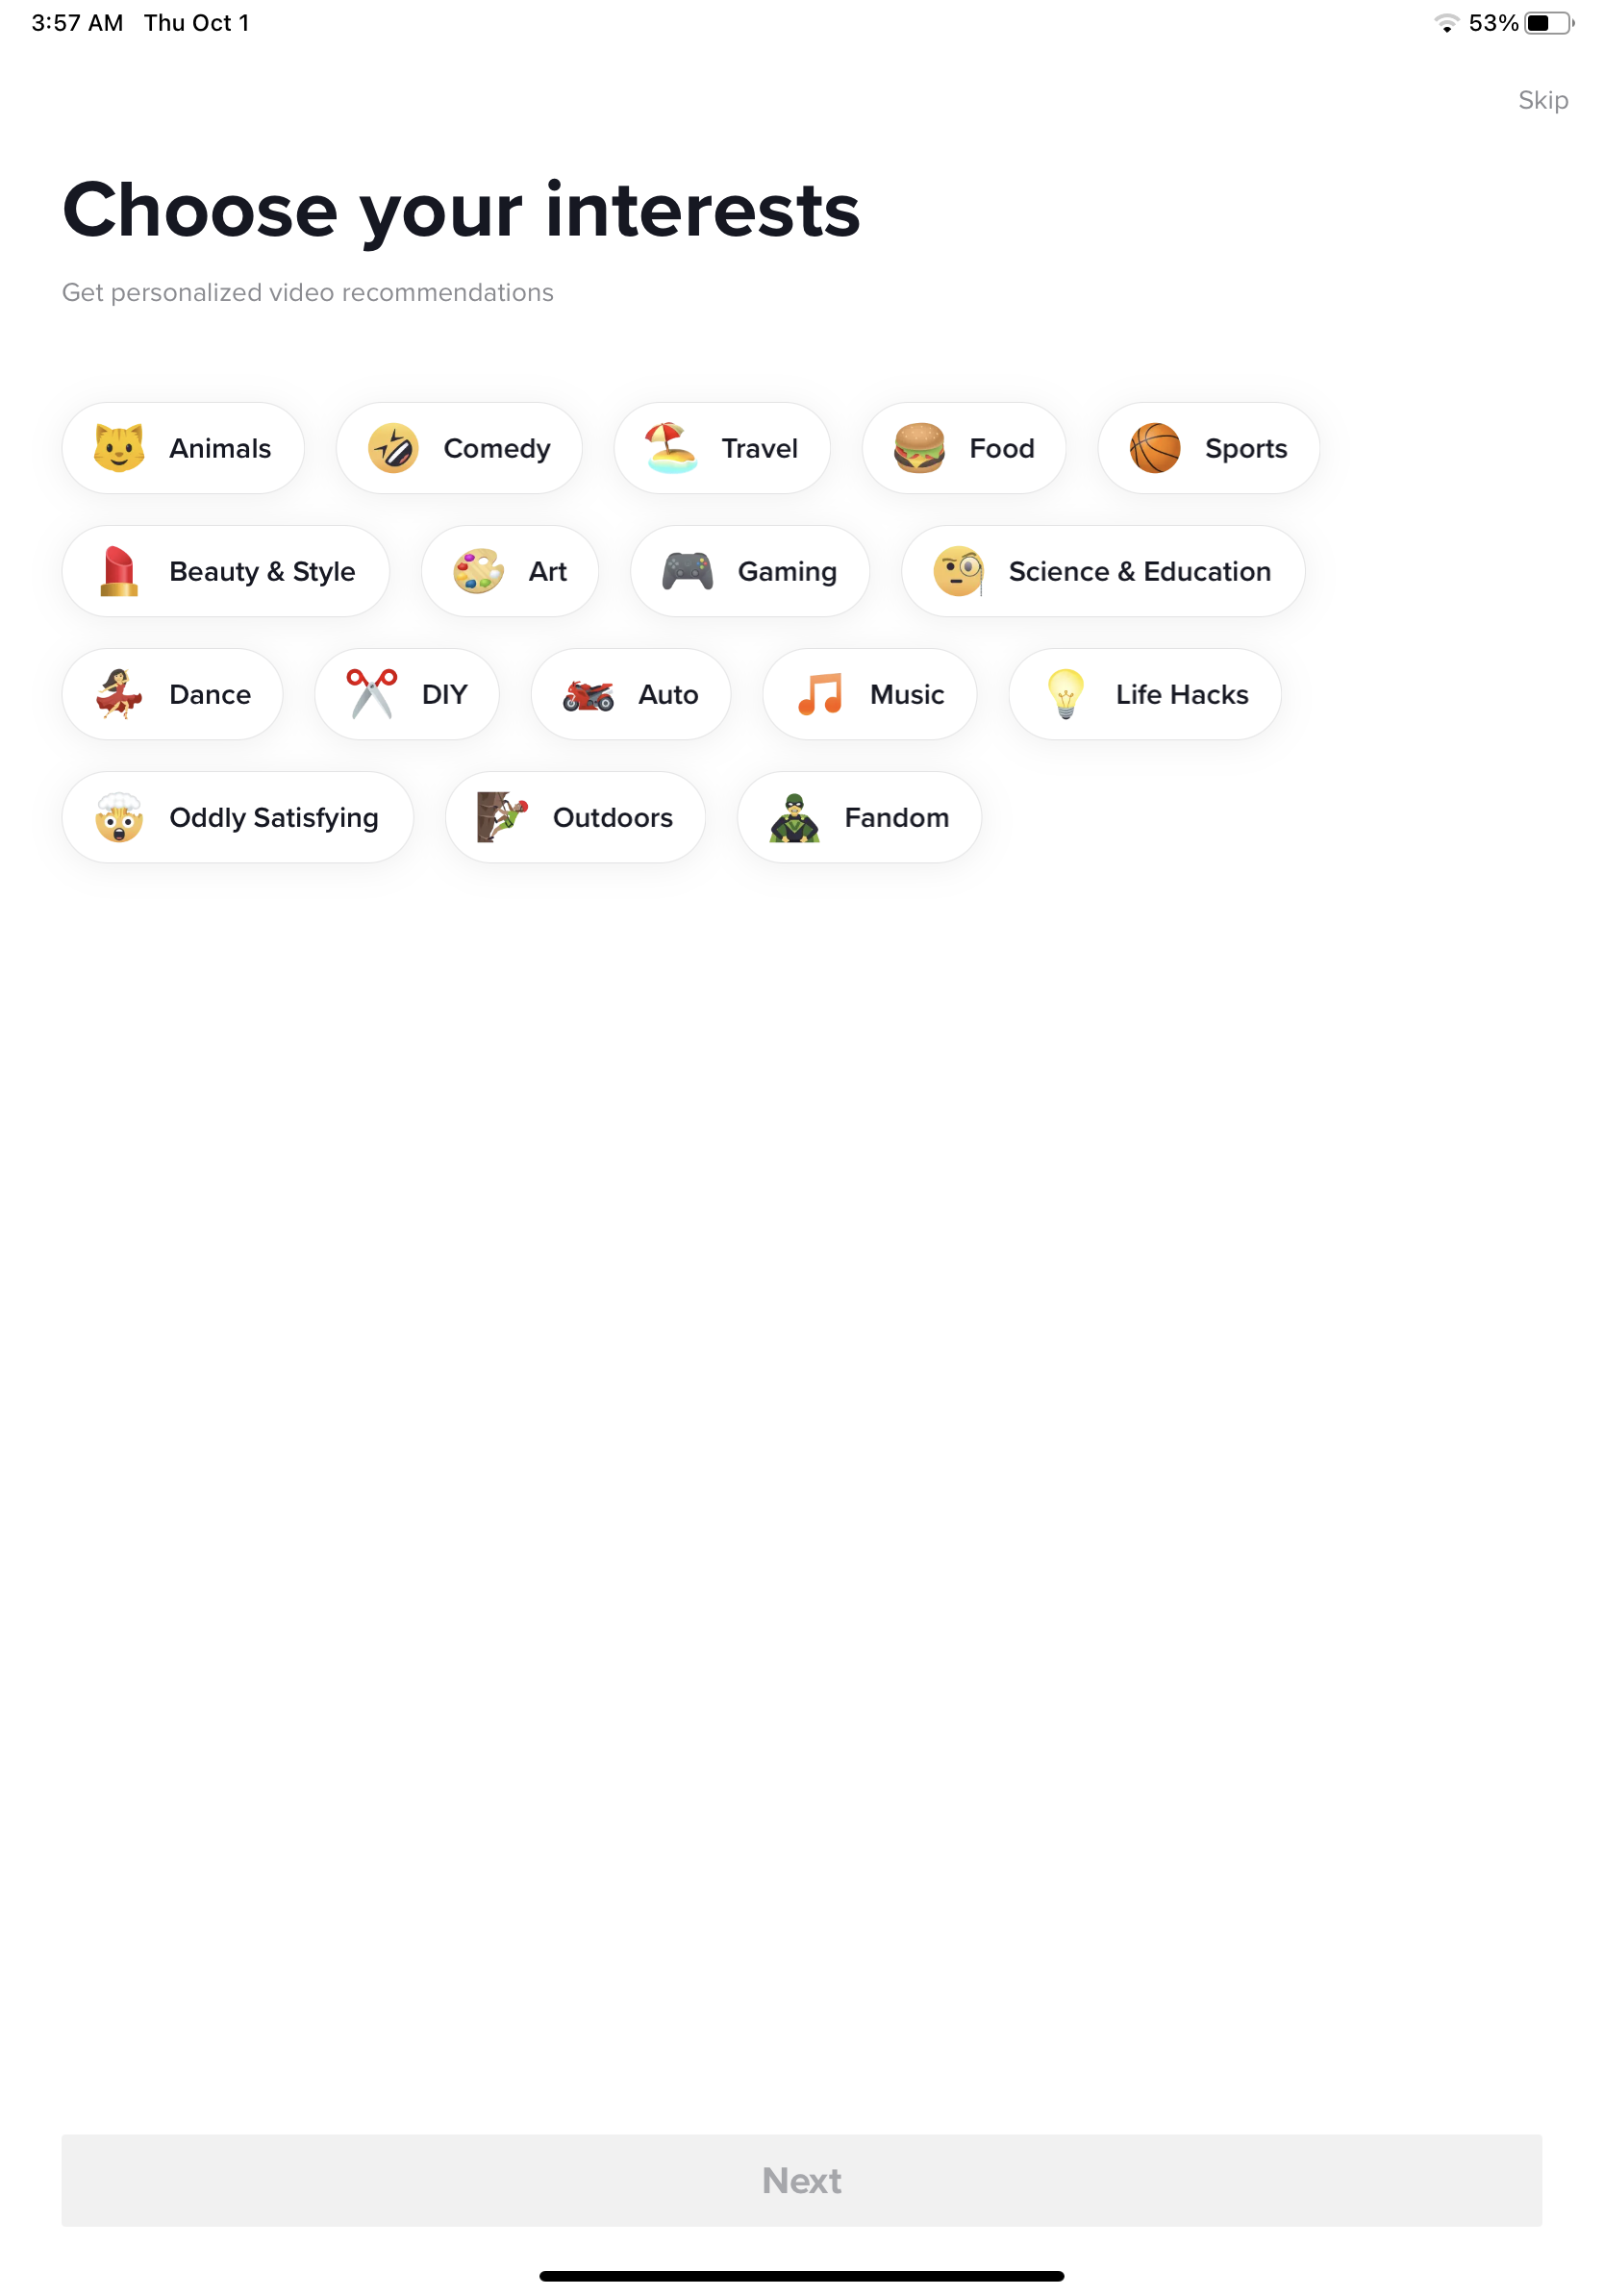 3:57 AM Thu Oct 1 53%
Skip
Choose your interests
Get personalized video recommendations
Animals Comedy Travel Food Sports
Beauty & Style Art Gaming Science & Education
Dance DIY Auto Music Life Hacks
Oddly Satisfying Outdoors Fandom
Next